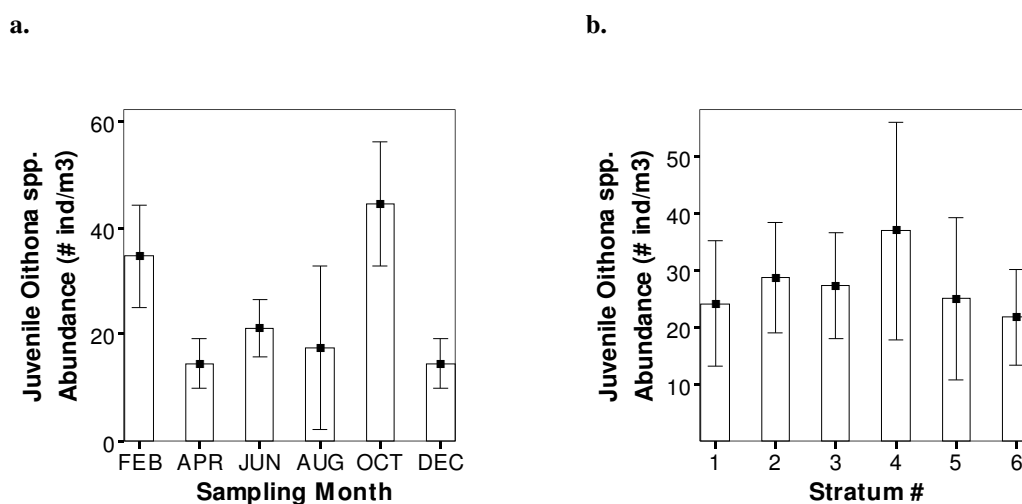 a.
b.
Juvenile Oithona spp.
Abundance (# ind/m3)
60
40
20
0
FEB APR JUN AUG OCT DEC
Sampling Month
Juvenile Oithona spp.
Abundance (# ind/m3)
50
40
30
20
10
1 2 3 4 5 6
Stratum #